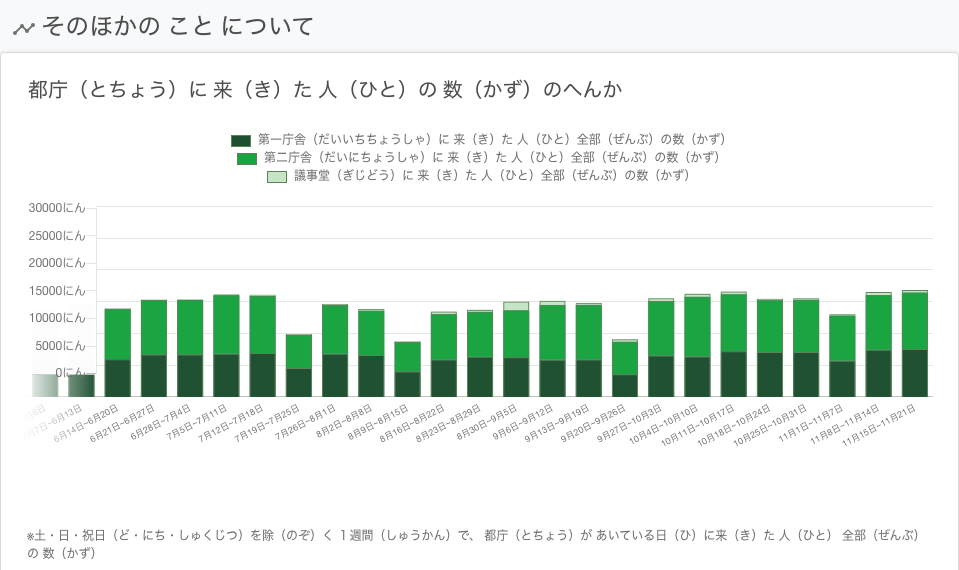 そのほかの こと について
都庁（とちょう）に 来（き）た 人（ひと）の 数（かず）のへんか
第一庁舎（だいいちちょうしゃ）に 来（き）た 人（ひと）全部（ぜんぶ）の数（かず）
第二庁舎（だいにちょうしゃ）に 来（き）た 人（ひと）全部（ぜんぶ）の数（かず）
議事堂（ぎじどう）に 来（き）た 人（ひと）全部（ぜんぶ）の数（かず）
30000にん
25000にん
20000にん
15000にん
10000にん
5000にん
0にん
6月14日~6月20日
6月21日~6月27日
6月28日~7月4日
7月5日~7月11日
7月12日~7月18日
7月19日~7月25日
7月26日~8月1日
8月2日~8月8日
8月9日~8月15日
8月16日~8月22日
8月23日~8月29日
8月30日~9月5日
9月6日~9月12日
9月13日~9月19日
9月20日~9月26日
9月27日~10月3日
10月4日~10月10日
10月11日~10月17日
10月18日~10月24日
10月25日~10月31日
11月1日~11月7日
11月8日~11月14日
11月15日~11月21日
※土・日・祝日（ど・にち・しゅくじつ）を除（のぞ）く １週間（しゅうかん）で、 都庁（とちょう）が あいている日（ひ）に来（き）た 人（ひと） 全部（ぜんぶ）
の 数（かず）